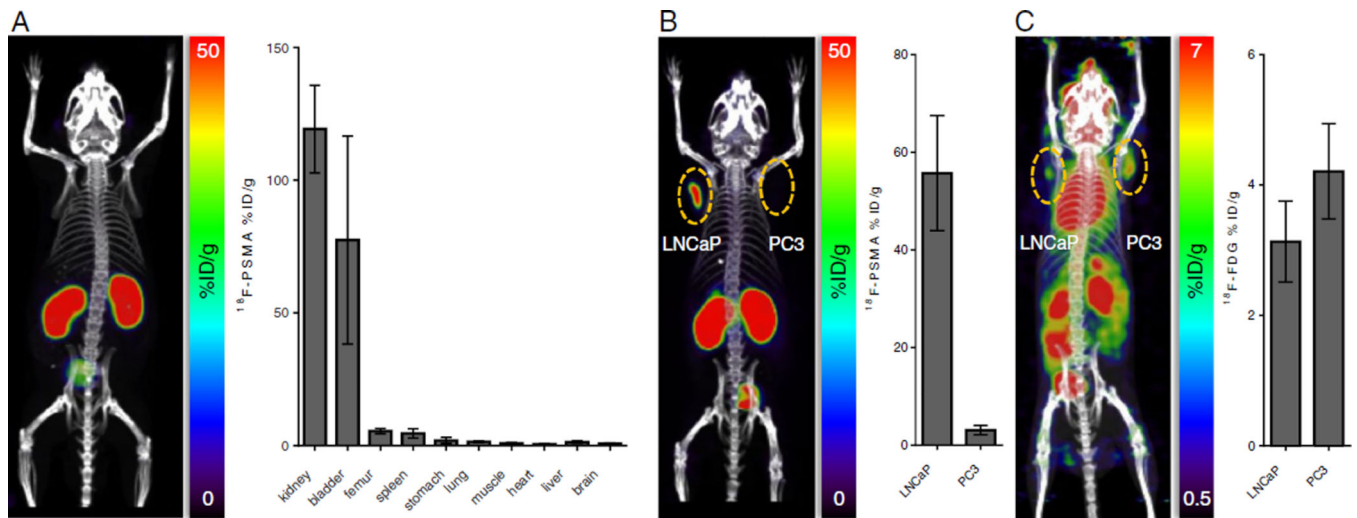 A
50
%ID/g
0
18F-PSMA %ID/g
150
100
50
0
kidney
bladder
femur
spleen
stomach
lung
muscle
heart
liver
brain
B
LNCaP
PC3
50
%ID/g
0
18F-PSMA %ID/g
80
60
40
20
0
LNCaP
PC3
C
LNCaP
PC3
7
%ID/g
0.5
18F-FDG %ID/g
6
4
2
0
LNCaP
PC3